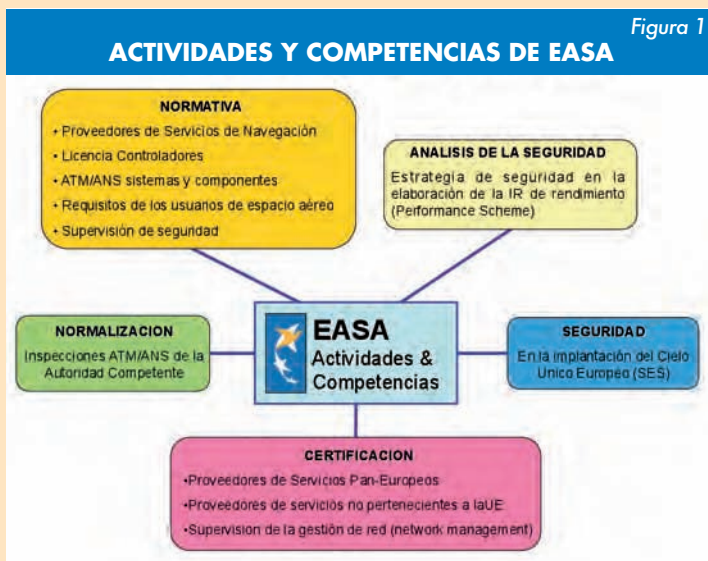 Figura 1
ACTIVIDADES Y COMPETENCIAS DE EASA
NORMATIVA
• Proveedores de Servicios de Navegación
• Licencia Controladores
• ATM/ANS sistemas y componentes
• Requisitos de los usuarios de espacio aéreo
• Supervisión de seguridad
ANALISIS DE LA SEGURIDAD
Estrategia de seguridad en la
elaboración de la IR de rendimiento
(Performance Scheme)
NORMALIZACION
Inspecciones ATM/ANS de la
Autoridad Competente
EASA
Actividades &
Competencias
SEGURIDAD
En la implantación del Cielo
Unico Europeo (SES)
CERTIFICACION
•Proveedores de Servicios Pan-Europeos
•Proveedores de servicios no pertenecientes a laUE
•Supervision de la gestión de red (network management)